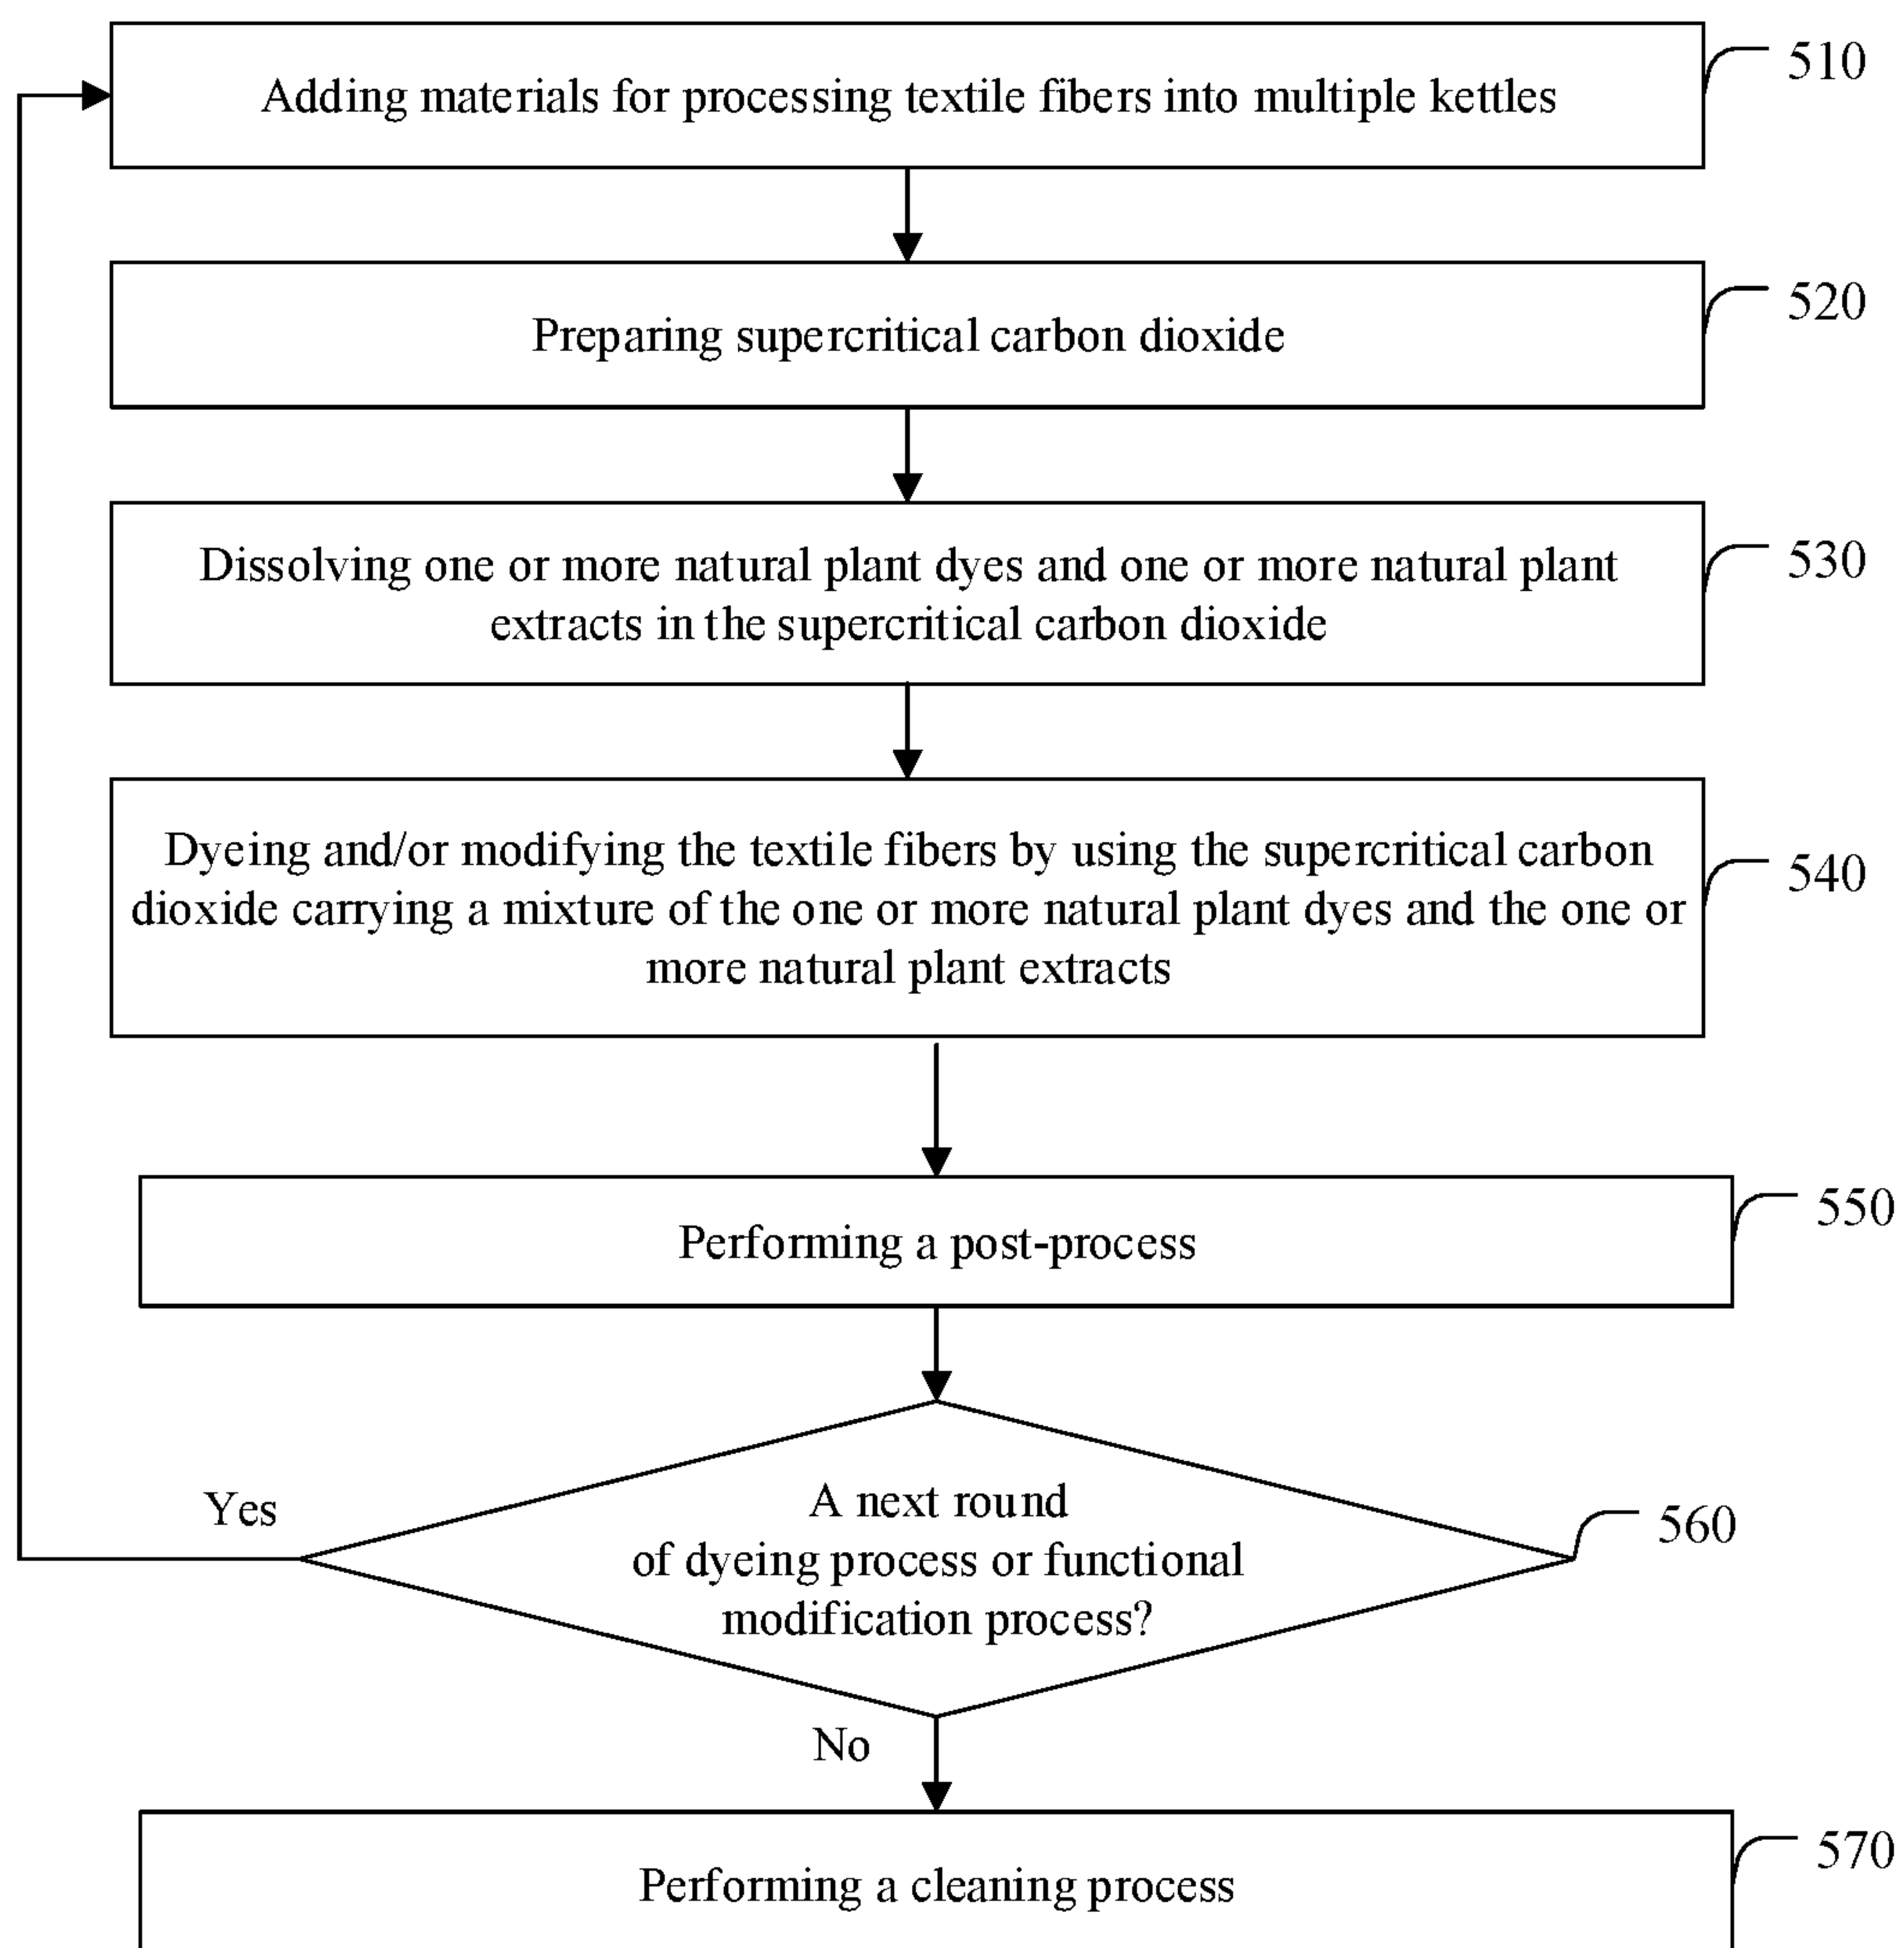 Adding materials for processing textile fibers into multiple kettles
510
Preparing supercritical carbon dioxide
520
Dissolving one or more natural plant dyes and one or more natural plant
extracts in the supercritical carbon dioxide
530
Dyeing and/or modifying the textile fibers by using the supercritical carbon
dioxide carrying a mixture of the one or more natural plant dyes and the one or
more natural plant extracts
540
Performing a post-process
550
A next round
of dyeing process or functional
modification process?
560
Yes
No
Performing a cleaning process
570